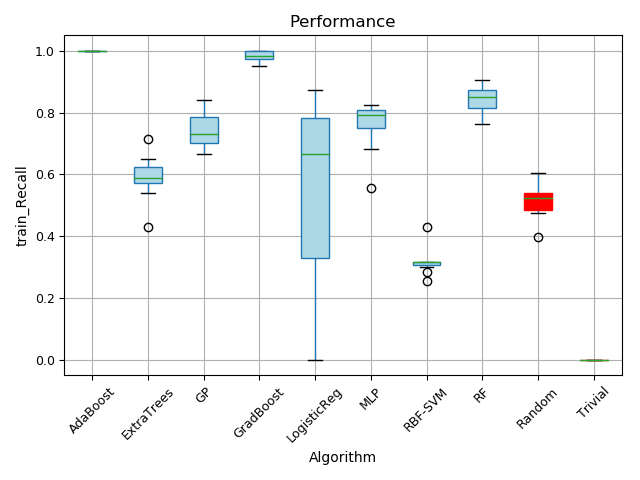 Performance
train_Recall
1.0
0.8
0.6
0.4
0.2
0.0
AdaBoost
ExtraTrees
GP
GradBoost
LogisticReg
MLP
RBF-SVM
RF
Random
Trivial
Algorithm